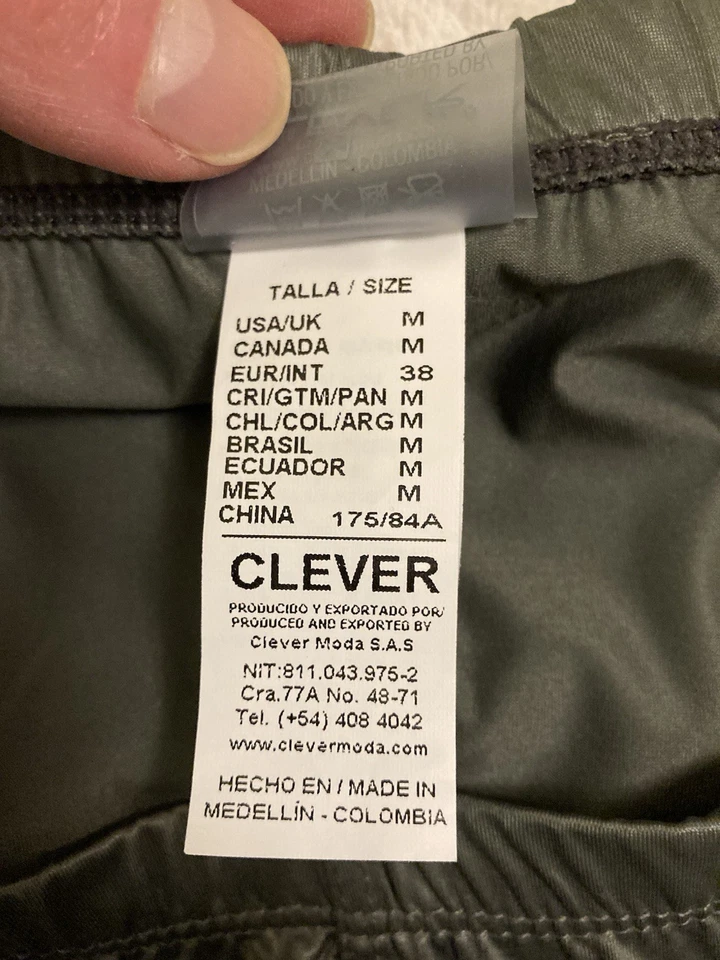 MEDELLÍN - COLOMBIA
TALLA / SIZE
USA/UK M
CANADA M
EUR/INT 38
CRI/GTM/PAN M
CHL/COL/ARG M
BRASIL M
ECUADOR M
MEX M
CHINA 175/84A
CLEVER
PRODUCIDO Y EXPORTADO POR/
PRODUCED AND EXPORTED BY
Clever Moda S.A.S
NIT:811.043.975-2
Cra.77A No. 48-71
Tel. (+54) 408 4042
www.clevermoda.com
HECHO EN / MADE IN
MEDELLÍN - COLOMBIA